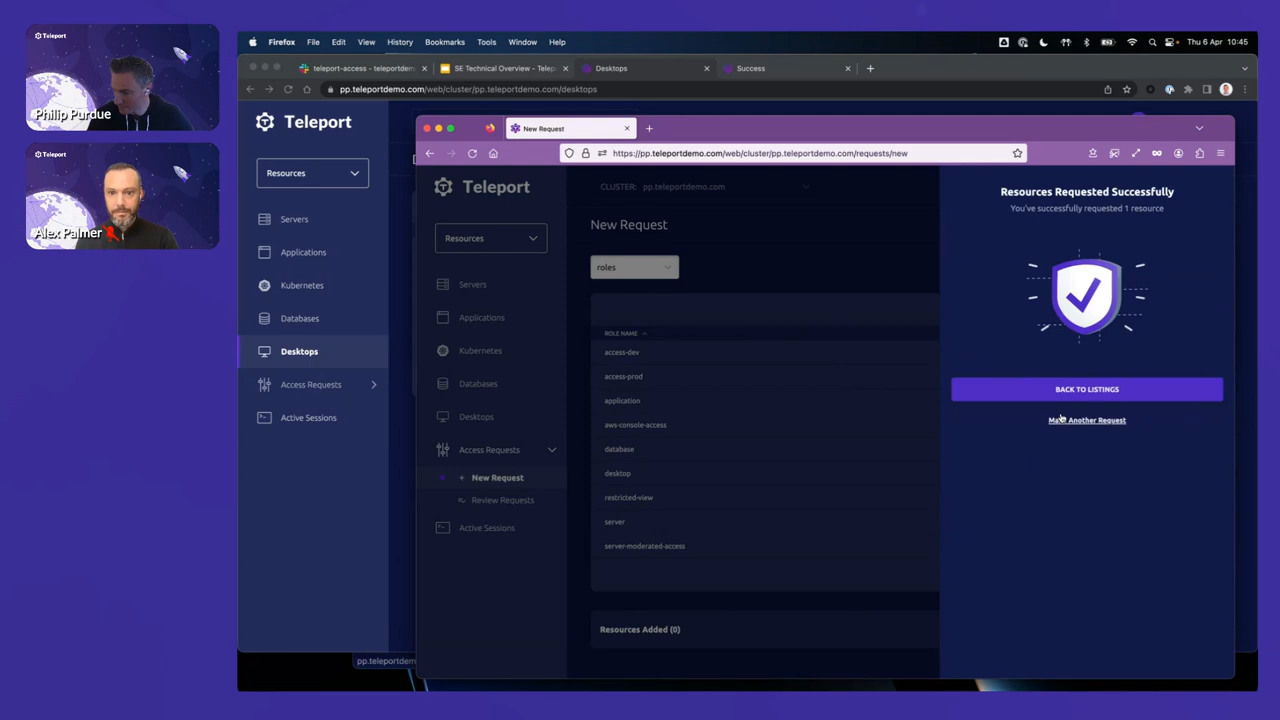 Teleport
Philip Purdue
Teleport
Alex Palmer
Firefox File Edit View History Bookmarks Tools Window Help
Thu 6 Apr 10:45
teleport-access - teleportdem
SE Technical Overview - Telep
Desktops
Success
pp.teleportdemo.com/web/cluster/pp.teleportdemo.com/desktops
Teleport
Resources
Servers
Applications
Kubernetes
Databases
Desktops
Access Requests
Active Sessions
pp.teleportdem
New Request
https://pp.teleportdemo.com/web/cluster/pp.teleportdemo.com/requests/new
Teleport
Resources
Servers
Applications
Kubernetes
Databases
Desktops
Access Requests
+ New Request
Review Requests
Active Sessions
CLUSTER: pp.teleportdemo.com
New Request
roles
ROLE NAME
access-dev
access-prod
application
aws-console-access
database
desktop
restricted-view
server
server-moderated-access
Resources Added (0)
Resources Requested Successfully
You've successfully requested 1 resource
BACK TO LISTINGS
Make Another Request